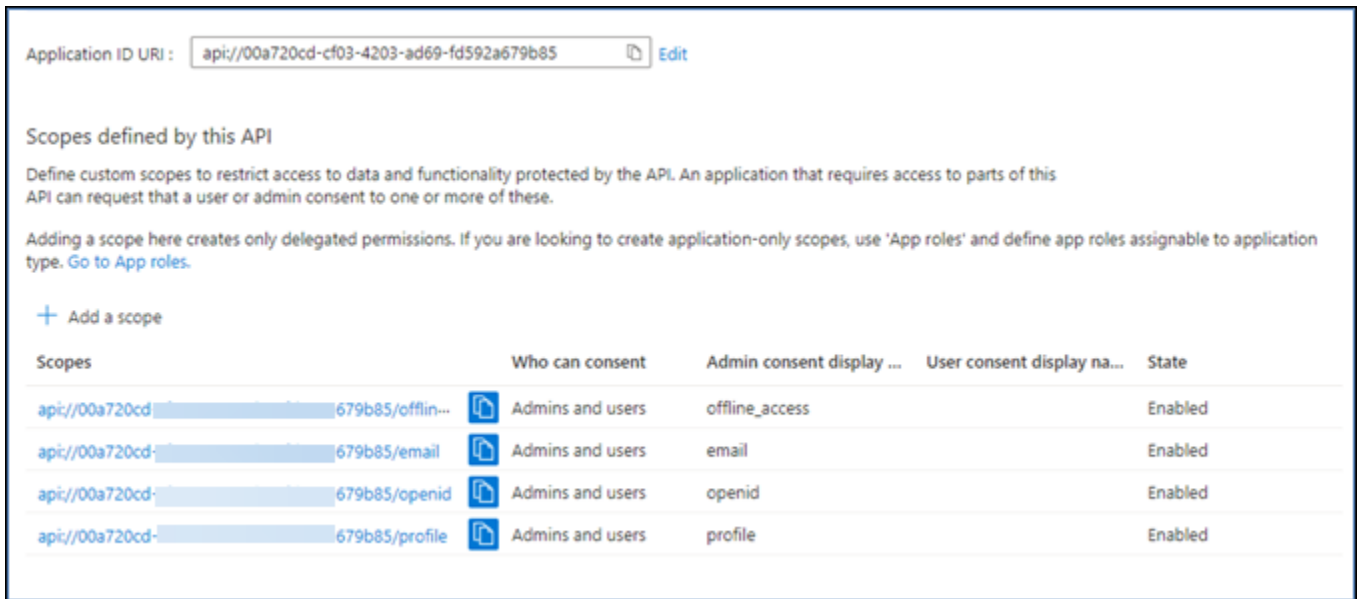 Application ID URI : api://00a720cd-cf03-4203-ad69-fd592a679b85 Edit
Scopes defined by this API
Define custom scopes to restrict access to data and functionality protected by the API. An application that requires access to parts of this
API can request that a user or admin consent to one or more of these.
Adding a scope here creates only delegated permissions. If you are looking to create application-only scopes, use 'App roles' and define app roles assignable to application
type. Go to App roles.
+ Add a scope
Scopes Who can consent Admin consent display ... User consent display na... State
api://00a720cd 679b85/offlin... Admins and users offline_access Enabled
api://00a720cd- 679b85/email Admins and users email Enabled
api://00a720cd- 679b85/openid Admins and users openid Enabled
api://00a720cd- 679b85/profile Admins and users profile Enabled